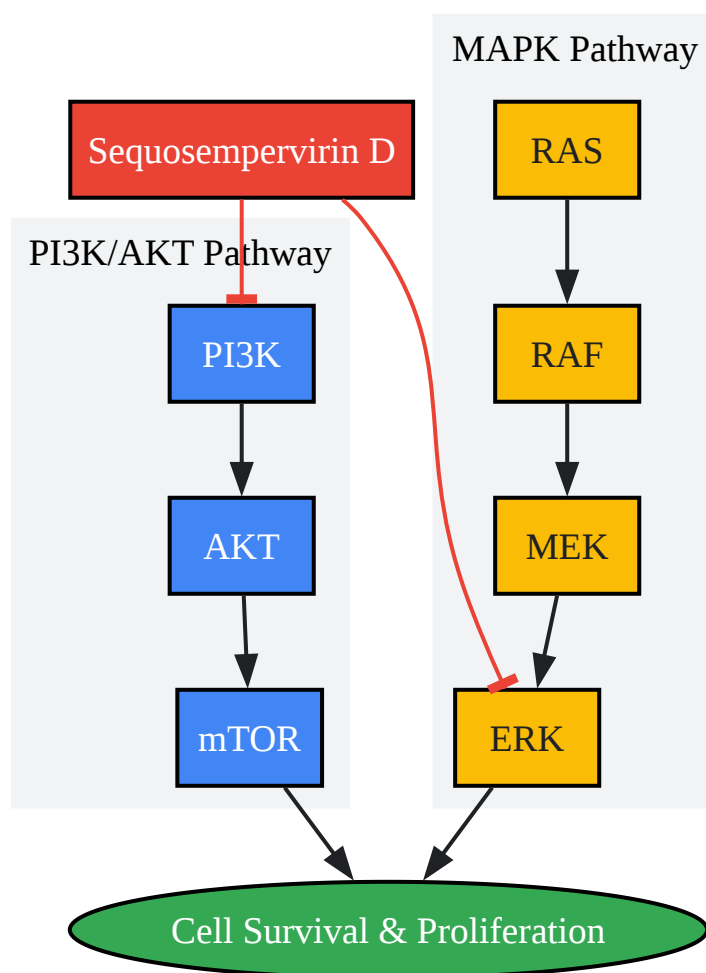 MAPK Pathway
Sequosempervirin D
RAS
PI3K/AKT Pathway
PI3K
RAF
AKT
MEK
mTOR
ERK
Cell Survival & Proliferation